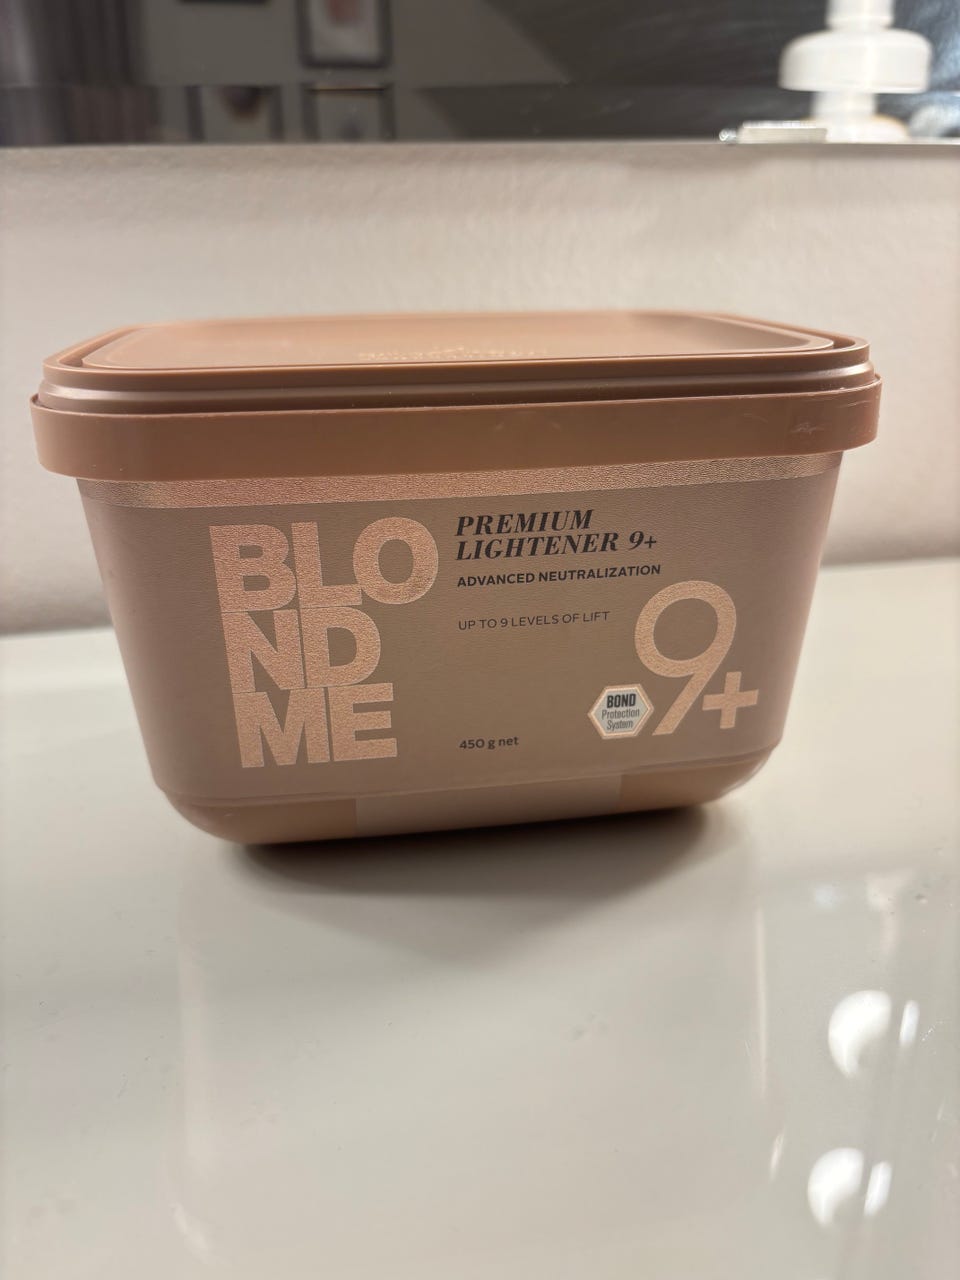 BLO
ND
ME
PREMIUM
LIGHTENER 9+
ADVANCED NEUTRALIZATION
UP TO 9 LEVELS OF LIFT
9+
BOND
Protection
System
450 g net